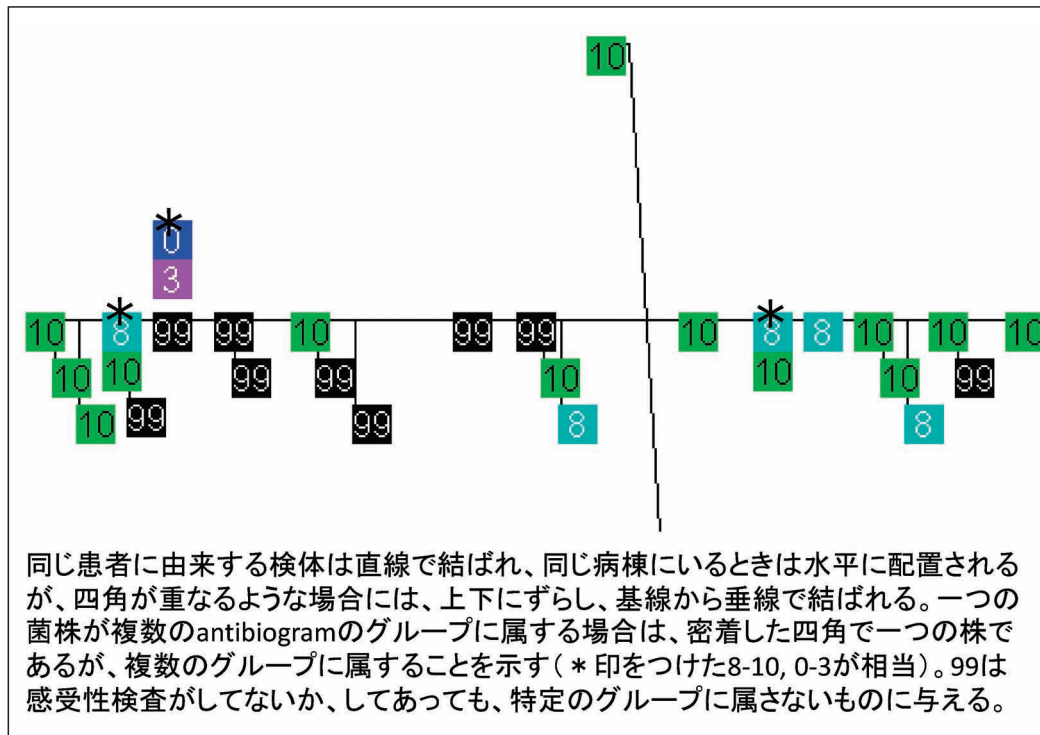 10
*
0
3
10 * 8 99 99 10 99 99 10 * 8 8 10 10 10
10 10 99 99 10 10 10 99
10 99 99 8 8
同じ患者に由来する検体は直線で結ばれ、同じ病棟にいるときは水平に配置される
が、四角が重なるような場合には、上下にずらし、基線から垂線で結ばれる。一つの
菌株が複数のantibiogramのグループに属する場合は、密着した四角で一つの株で
あるが、複数のグループに属することを示す(*印をつけた8-10, 0-3が相当)。99は
感受性検査がしてないか、してあっても、特定のグループに属さないものに与える。